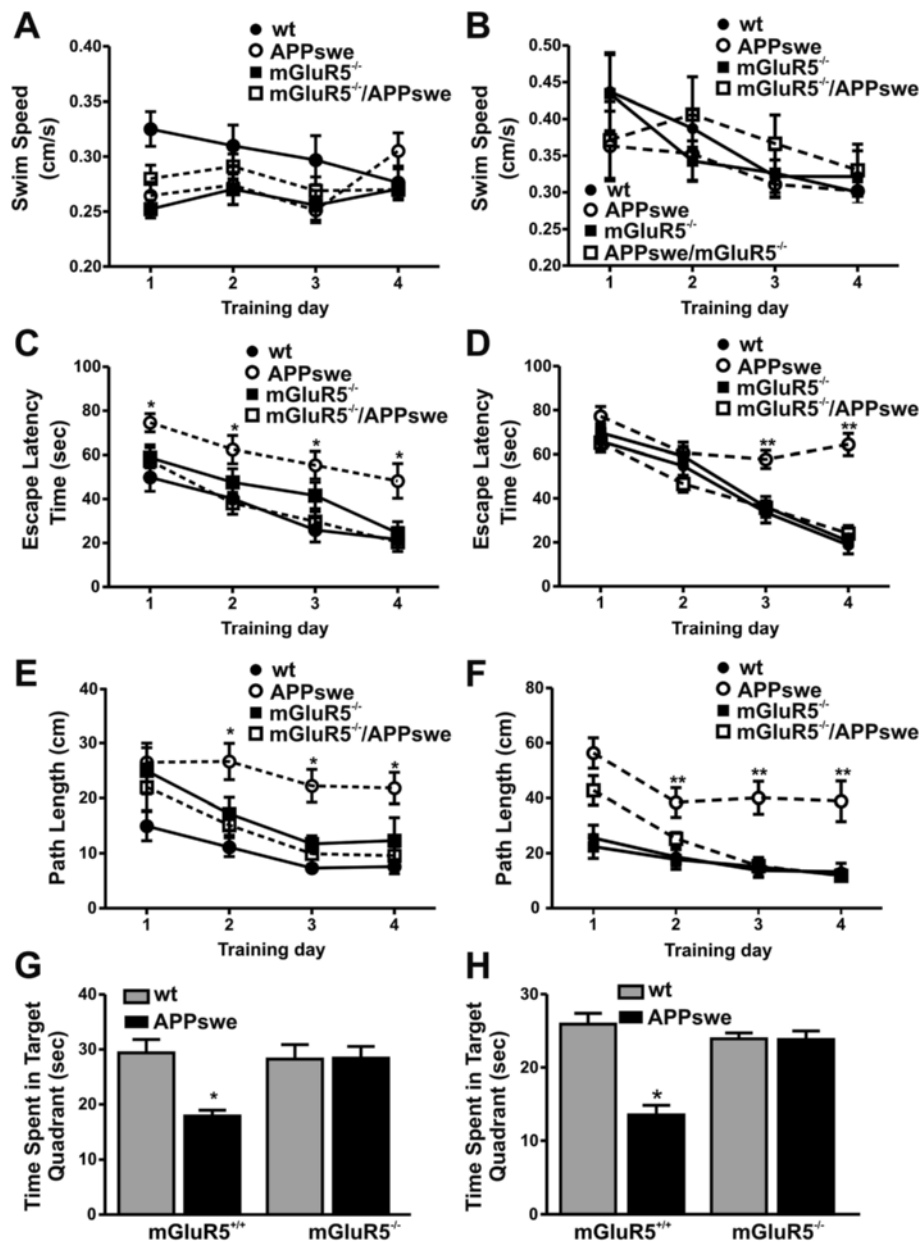 A
wt
APPswe
mGluR5-/-
mGluR5-/-/APPswe
Swim Speed
(cm/s)
0.40
0.35
0.30
0.25
0.20
1 2 3 4
Training day
B
wt
APPswe
mGluR5-/-
mGluR5-/-/APPswe
Swim Speed
(cm/s)
0.50
0.45
0.40
0.35
0.30
0.25
0.20
wt
APPswe
mGluR5-/-
APPswe/mGluR5-/-
1 2 3 4
Training day
C
wt
APPswe
mGluR5-/-
mGluR5-/-/APPswe
Escape Latency
Time (sec)
100
80
60
40
20
0
* * * *
1 2 3 4
Training day
D
wt
APPswe
mGluR5-/-
mGluR5-/-/APPswe
Escape Latency
Time (sec)
100
80
60
40
20
0
** **
1 2 3 4
Training day
E
wt
APPswe
mGluR5-/-
mGluR5-/-/APPswe
Path Length (cm)
40
30
20
10
0
* * *
1 2 3 4
Training day
F
wt
APPswe
mGluR5-/-
mGluR5-/-/APPswe
Path Length (cm)
80
60
40
20
0
** ** **
1 2 3 4
Training day
G
wt
APPswe
Time Spent in Target
Quadrant (sec)
40
30
20
10
0
*
mGluR5+/+ mGluR5-/-
H
wt
APPswe
Time Spent in Target
Quadrant (sec)
30
20
10
0
*
mGluR5+/+ mGluR5-/-